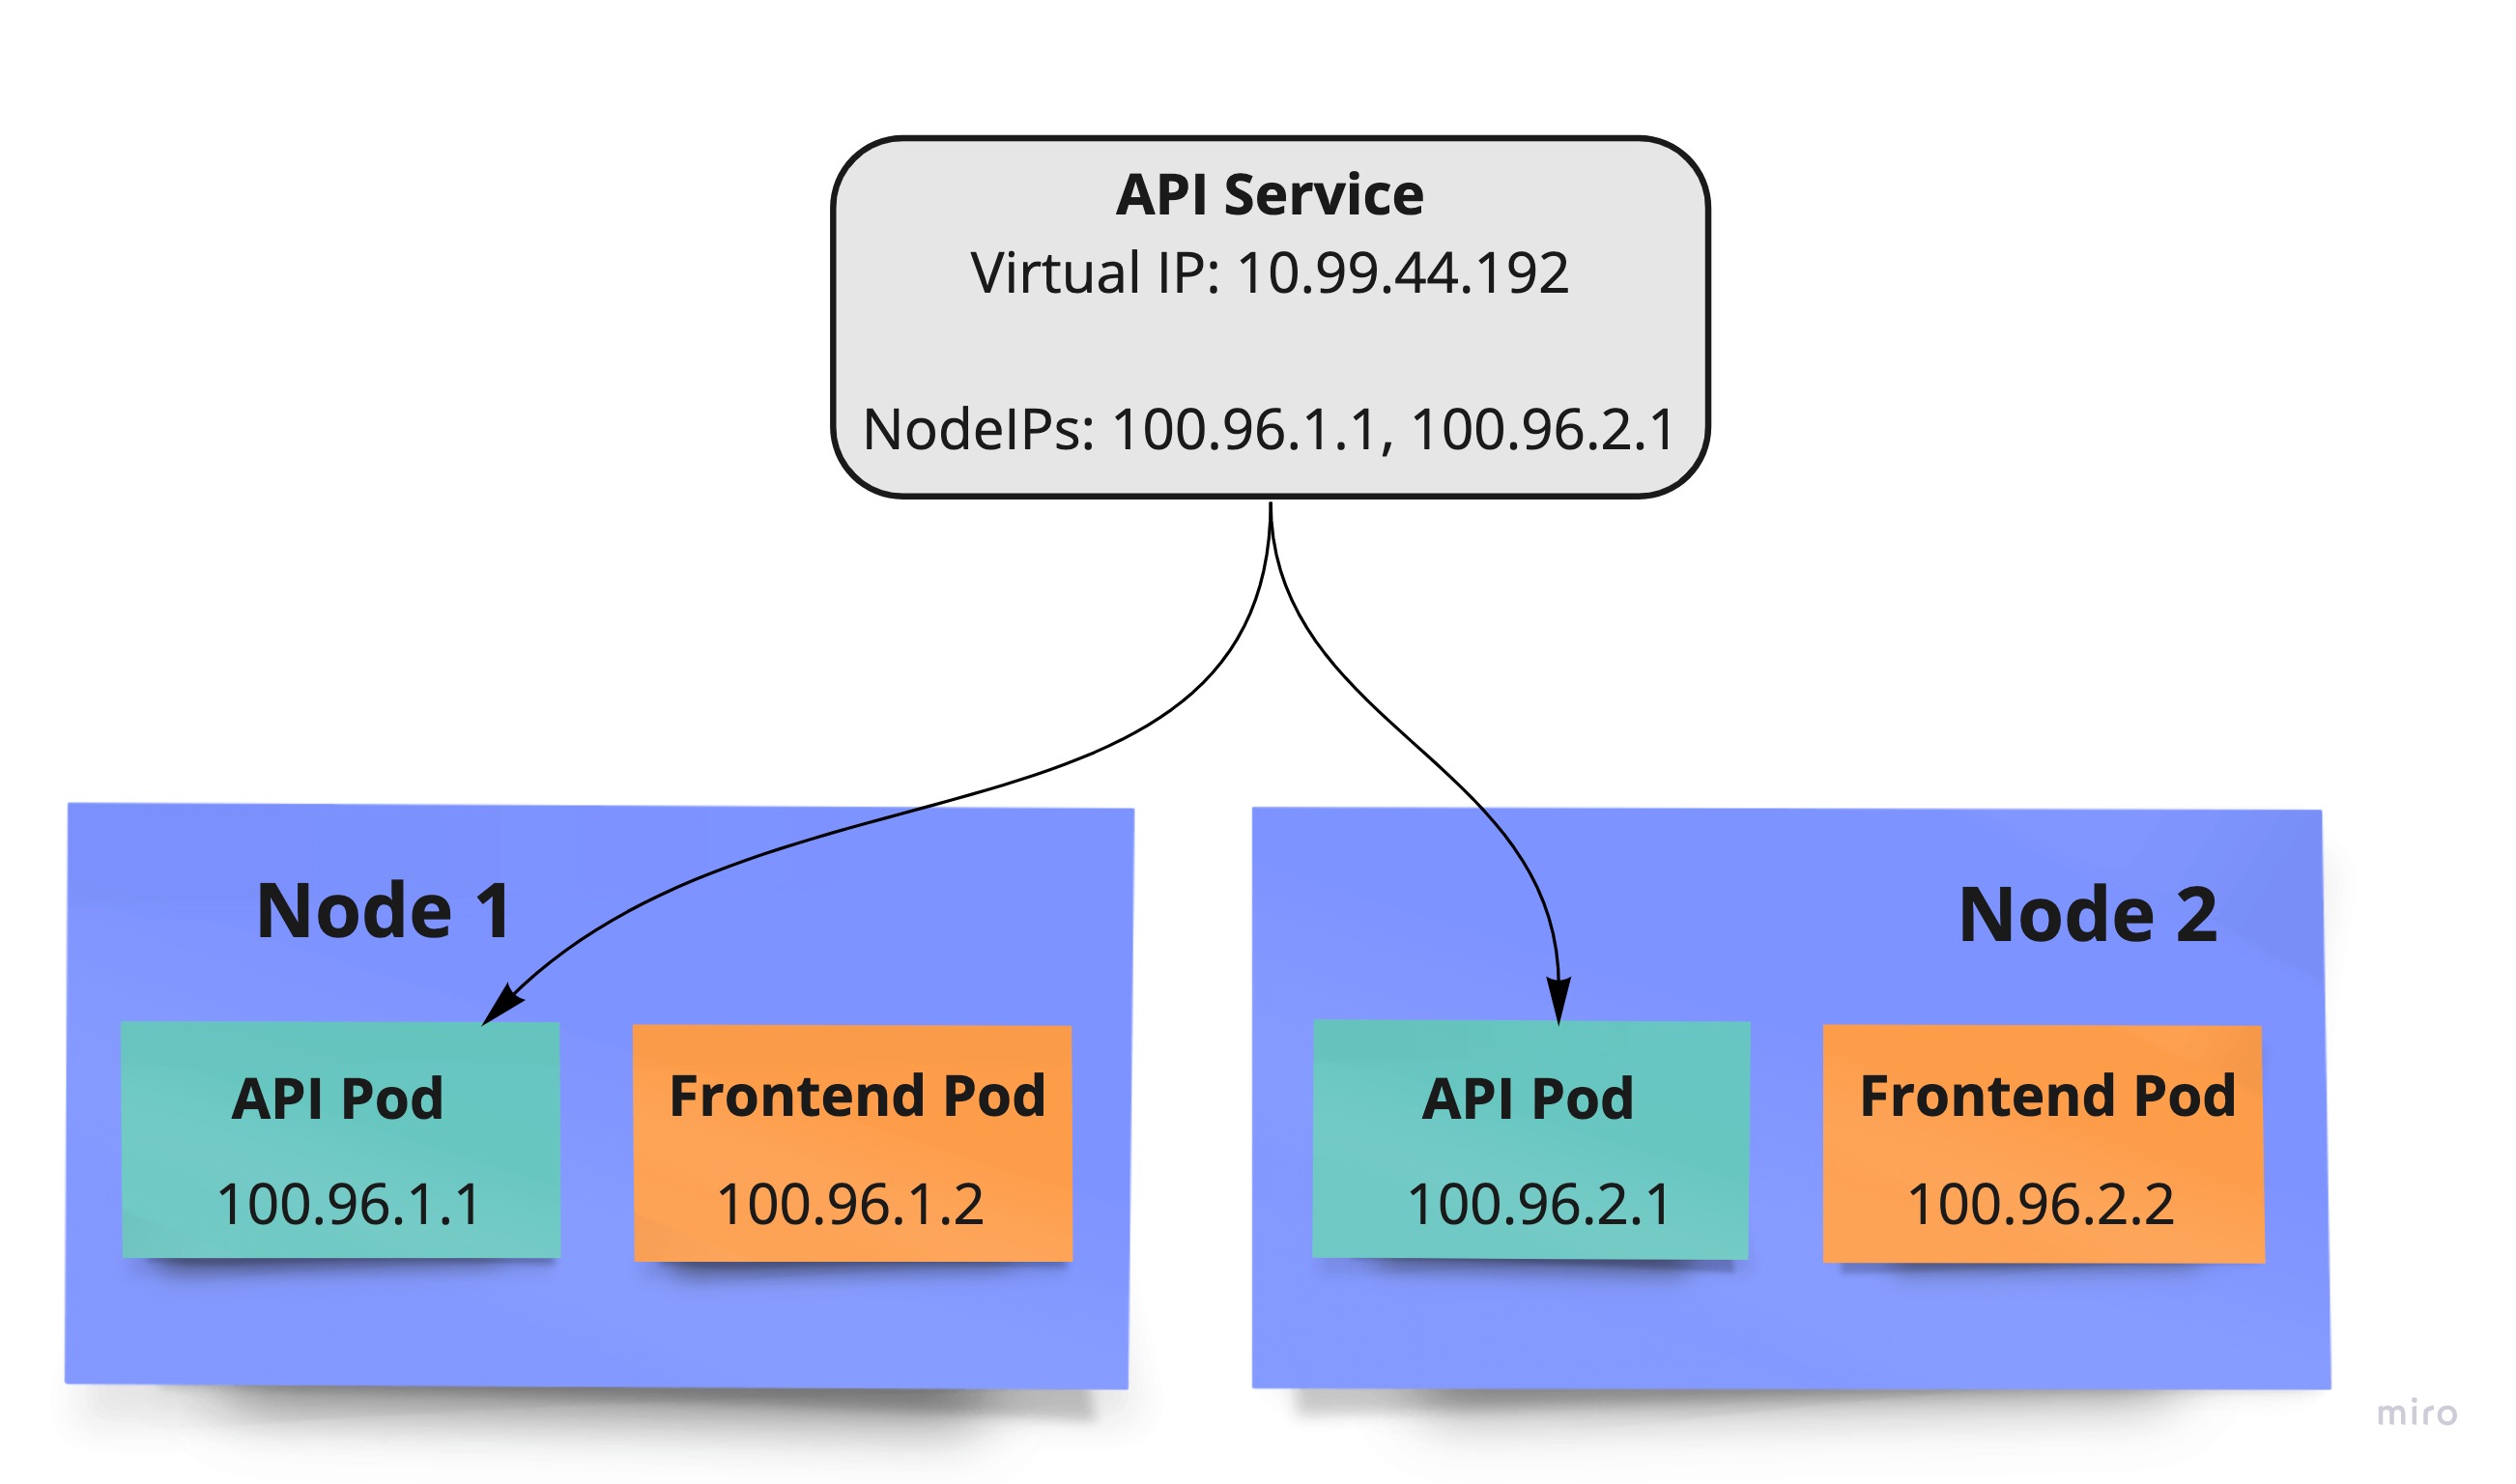 API Service
Virtual IP: 10.99.44.192
NodeIPs: 100.96.1.1, 100.96.2.1
Node 1
API Pod
100.96.1.1
Frontend Pod
100.96.1.2
Node 2
API Pod
100.96.2.1
Frontend Pod
100.96.2.2
miro